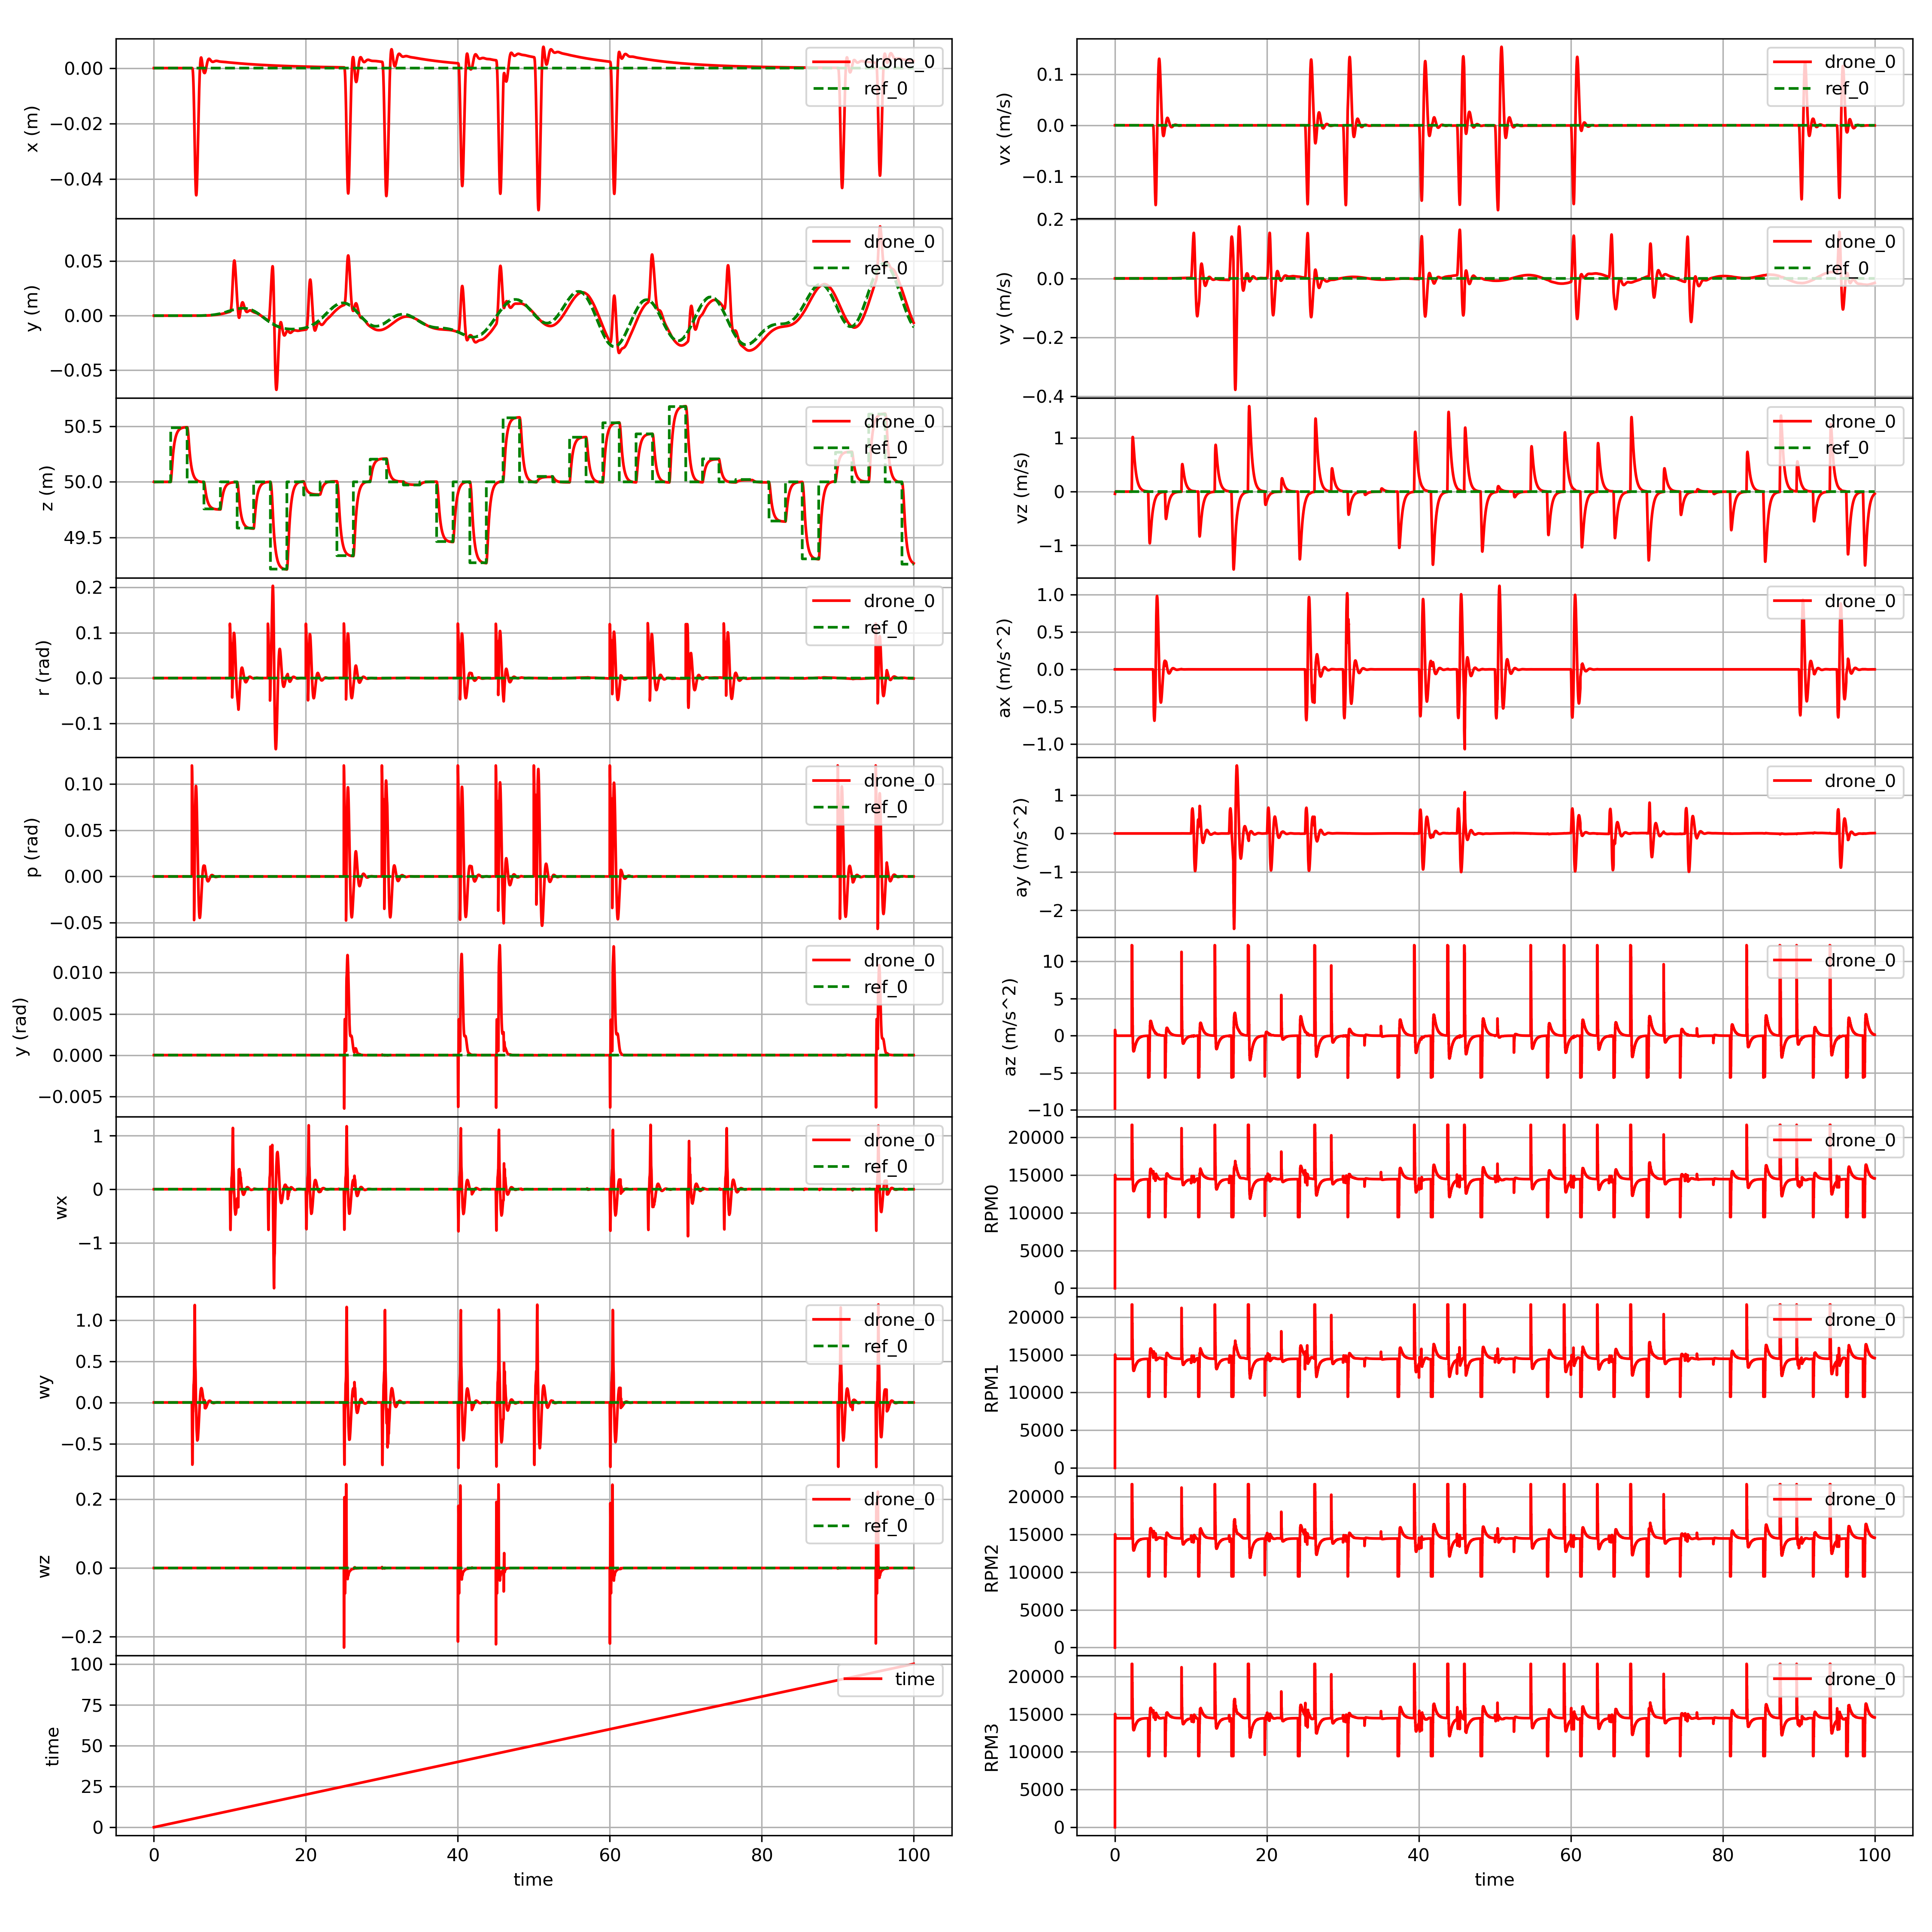 0.00
−0.02
−0.04
x (m)
drone_0
ref_0
0.05
0.00
−0.05
y (m)
drone_0
ref_0
50.5
50.0
49.5
z (m)
drone_0
ref_0
0.2
0.1
0.0
−0.1
r (rad)
drone_0
ref_0
0.10
0.05
0.00
−0.05
p (rad)
drone_0
ref_0
0.010
0.005
0.000
−0.005
y (rad)
drone_0
ref_0
1
0
−1
wx
drone_0
ref_0
1.0
0.5
0.0
−0.5
wy
drone_0
ref_0
0.2
0.0
−0.2
wz
drone_0
ref_0
100
75
50
25
0
time
time
0 20 40 60 80 100
time
0.1
0.0
−0.1
vx (m/s)
drone_0
ref_0
0.2
0.0
−0.2
−0.4
vy (m/s)
drone_0
ref_0
1
0
−1
vz (m/s)
drone_0
ref_0
1.0
0.5
0.0
−0.5
−1.0
ax (m/s^2)
drone_0
1
0
−1
−2
ay (m/s^2)
drone_0
10
5
0
−5
−10
az (m/s^2)
drone_0
20000
15000
10000
5000
0
RPM0
drone_0
20000
15000
10000
5000
0
RPM1
drone_0
20000
15000
10000
5000
0
RPM2
drone_0
20000
15000
10000
5000
0
RPM3
drone_0
0 20 40 60 80 100
time